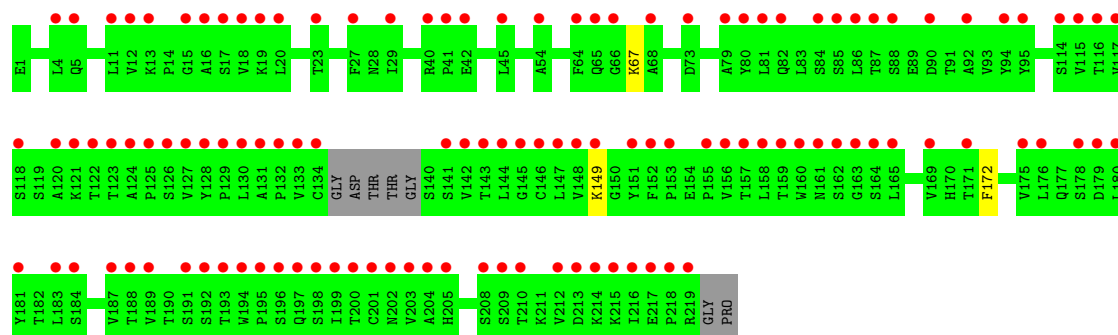 E1 L4 Q5 L11 V12 K13 P14 G15 A16 S17 V18 K19 L20 T23 F27 N28 I29 R40 P41 E42 L45 A54 F64 Q65 G66 K67 A68 D73 A79 Y80 L81 Q82 L83 S84 S85 L86 T87 S88 E89 D90 T91 A92 V93 Y94 Y95 S114 V115 T116 V117
S118 S119 A120 K121 T122 T123 A124 P125 S126 V127 Y128 P129 L130 A131 P132 V133 C134 GLY ASP THR THR GLY S140 S141 V142 T143 L144 G145 C146 L147 V148 K149 G150 Y151 F152 P153 E154 P155 V156 T157 L158 T159 W160 N161 S162 G163 S164 L165 V169 H170 T171 F172 V175 L176 Q177 S178 D179 L180
Y181 T182 L183 S184 V187 T188 V189 T190 S191 S192 T193 W194 P195 S196 Q197 S198 I199 T200 C201 N202 V203 A204 H205 S208 S209 T210 K211 V212 D213 K214 K215 I216 E217 P218 R219 GLY PRO